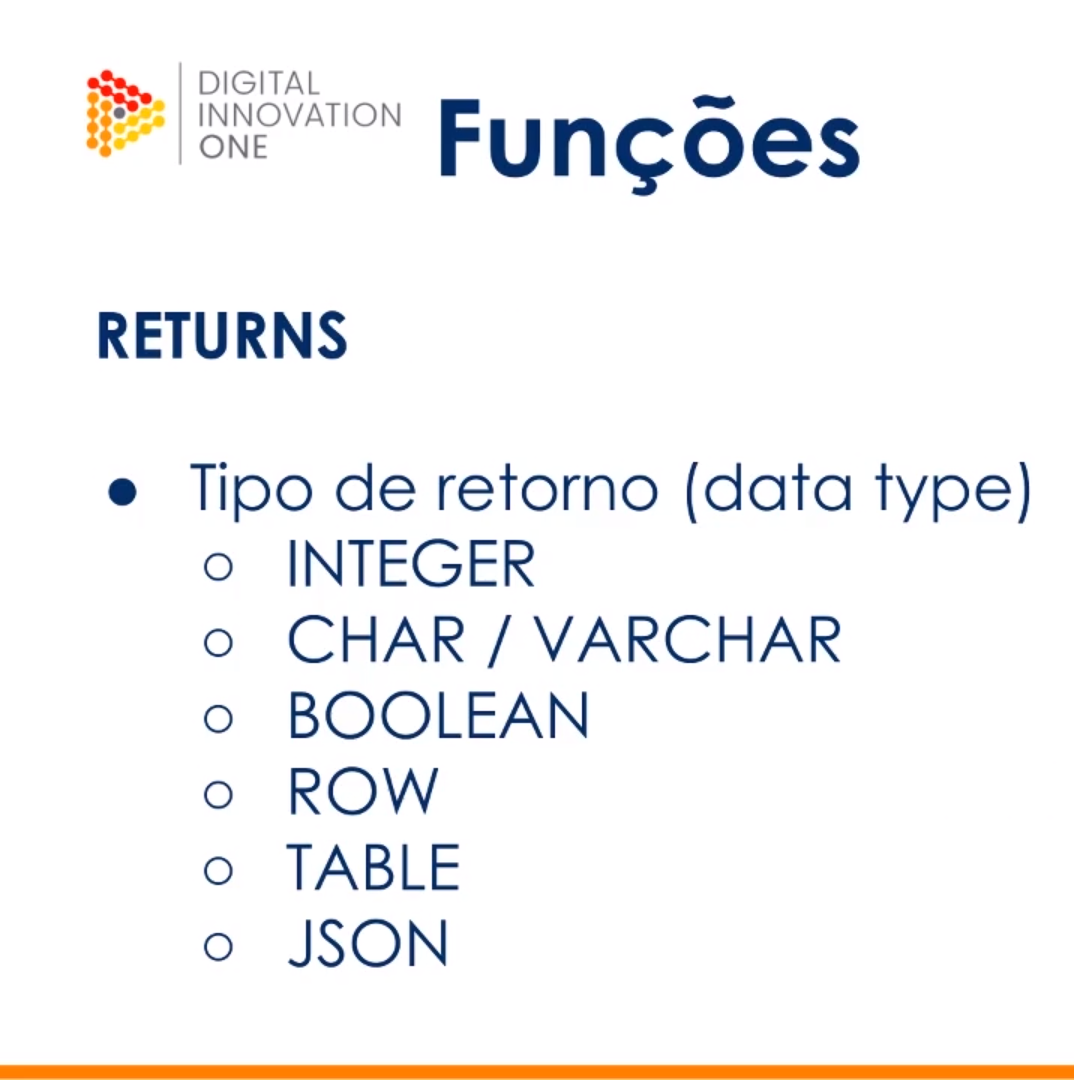 DIGITAL
INNOVATION
ONE
Funções
RETURNS
● Tipo de retorno (data type)
○ INTEGER
○ CHAR / VARCHAR
○ BOOLEAN
○ ROW
○ TABLE
○ JSON